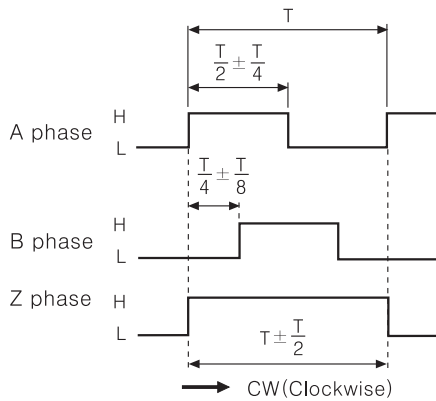 T
T/2 ± T/4
A phase H
L
T/4 ± T/8
B phase H
L
Z phase H
L
T ± T/2
CW(Clockwise)